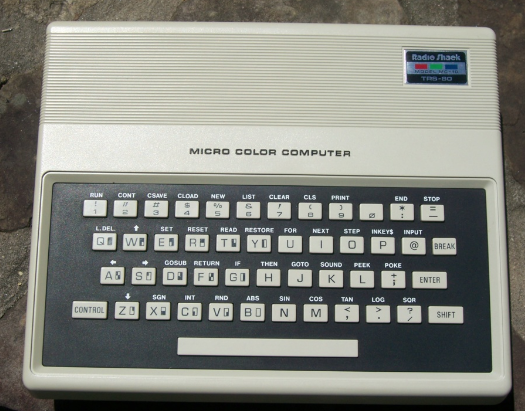 Radio Shack
TRS-80
MICRO COLOR COMPUTER
RUN CONT CSAVE CLOAD NEW LIST CLEAR CLS PRINT END STOP
! " # $ % & ' ( ) * =
1 2 3 4 5 6 7 8 9 0 : -
L.DEL. ↑ SET RESET READ RESTORE FOR NEXT STEP INKEY$ INPUT
Q W E R T Y U I O P @ BREAK
← → GOSUB RETURN IF THEN GOTO SOUND PEEK POKE
A S D F G H J K L + ; ENTER
↓ SGN INT RND ABS SIN COS TAN LOG SQR
CONTROL Z X C V B N M < , > . ? / SHIFT